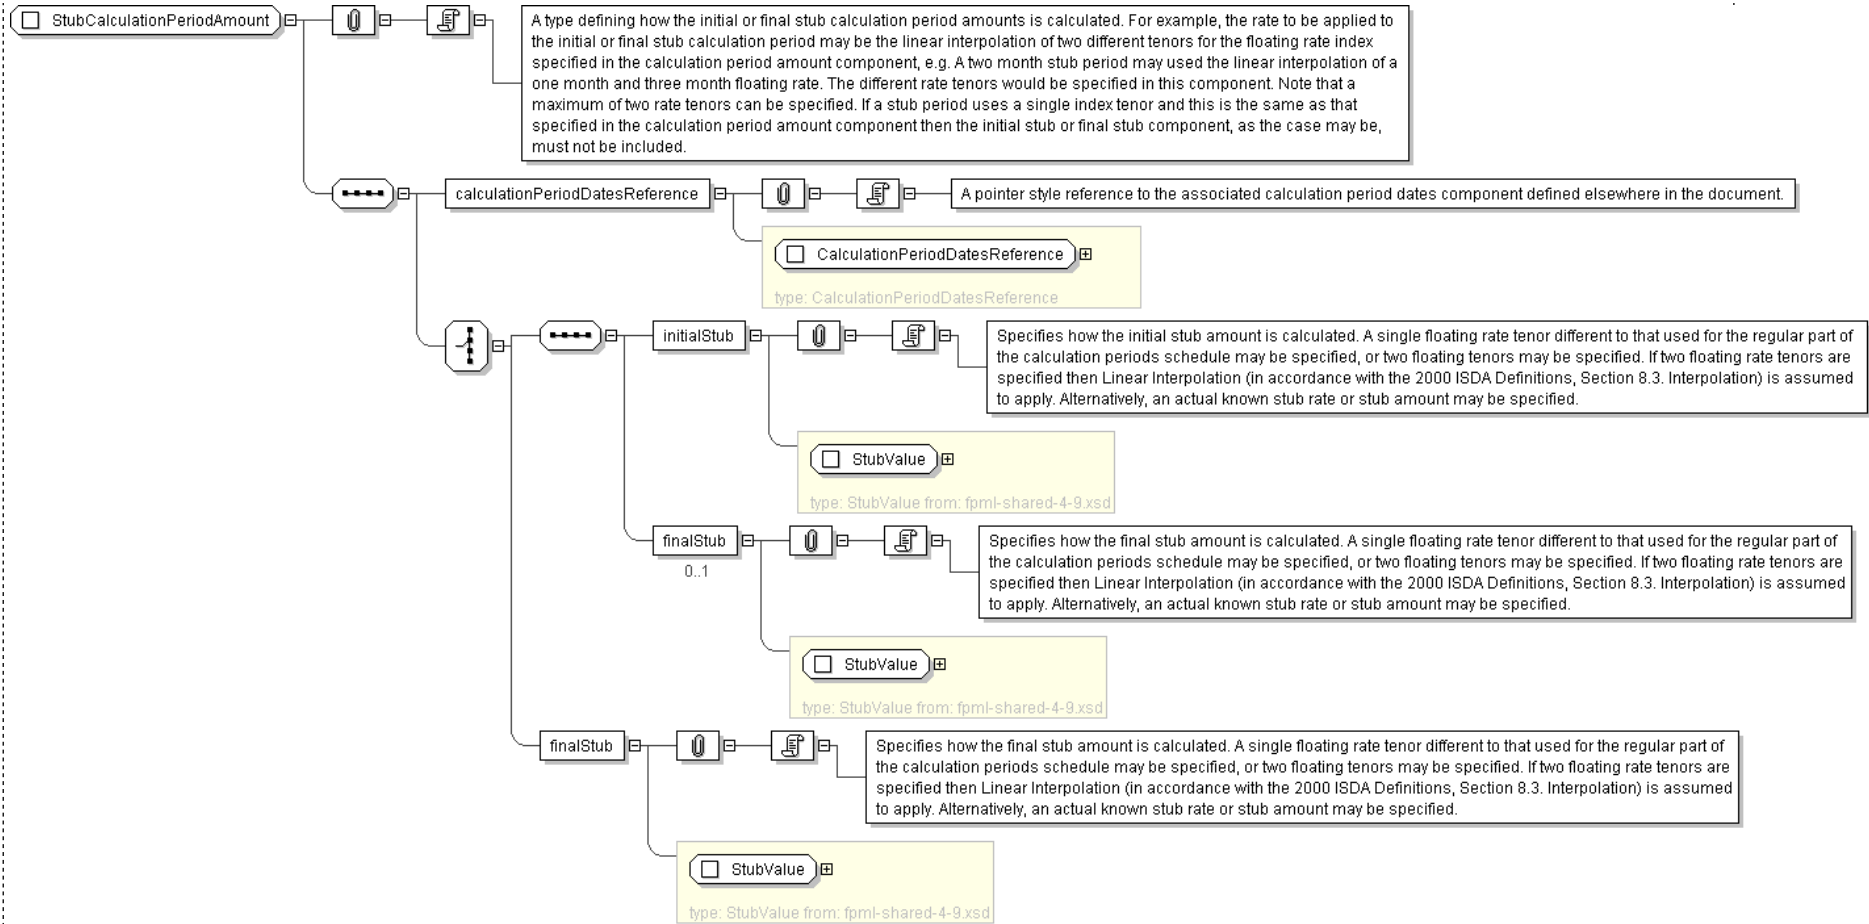 StubCalculationPeriodAmount
A type defining how the initial or final stub calculation period amounts is calculated. For example, the rate to be applied to
the initial or final stub calculation period may be the linear interpolation of two different tenors for the floating rate index
specified in the calculation period amount component, e.g. A two month stub period may used the linear interpolation of a
one month and three month floating rate. The different rate tenors would be specified in this component. Note that a
maximum of two rate tenors can be specified. If a stub period uses a single index tenor and this is the same as that
specified in the calculation period amount component then the initial stub or final stub component, as the case may be,
must not be included.
calculationPeriodDatesReference
A pointer style reference to the associated calculation period dates component defined elsewhere in the document.
CalculationPeriodDatesReference
type: CalculationPeriodDatesReference
initialStub
Specifies how the initial stub amount is calculated. A single floating rate tenor different to that used for the regular part of
the calculation periods schedule may be specified, or two floating tenors may be specified. If two floating rate tenors are
specified then Linear Interpolation (in accordance with the 2000 ISDA Definitions, Section 8.3. Interpolation) is assumed
to apply. Alternatively, an actual known stub rate or stub amount may be specified.
StubValue
type: StubValue from: fpml-shared-4-9.xsd
finalStub
0..1
Specifies how the final stub amount is calculated. A single floating rate tenor different to that used for the regular part of
the calculation periods schedule may be specified, or two floating tenors may be specified. If two floating rate tenors are
specified then Linear Interpolation (in accordance with the 2000 ISDA Definitions, Section 8.3. Interpolation) is assumed
to apply. Alternatively, an actual known stub rate or stub amount may be specified.
StubValue
type: StubValue from: fpml-shared-4-9.xsd
finalStub
Specifies how the final stub amount is calculated. A single floating rate tenor different to that used for the regular part of
the calculation periods schedule may be specified, or two floating tenors may be specified. If two floating rate tenors are
specified then Linear Interpolation (in accordance with the 2000 ISDA Definitions, Section 8.3. Interpolation) is assumed
to apply. Alternatively, an actual known stub rate or stub amount may be specified.
StubValue
type: StubValue from: fpml-shared-4-9.xsd